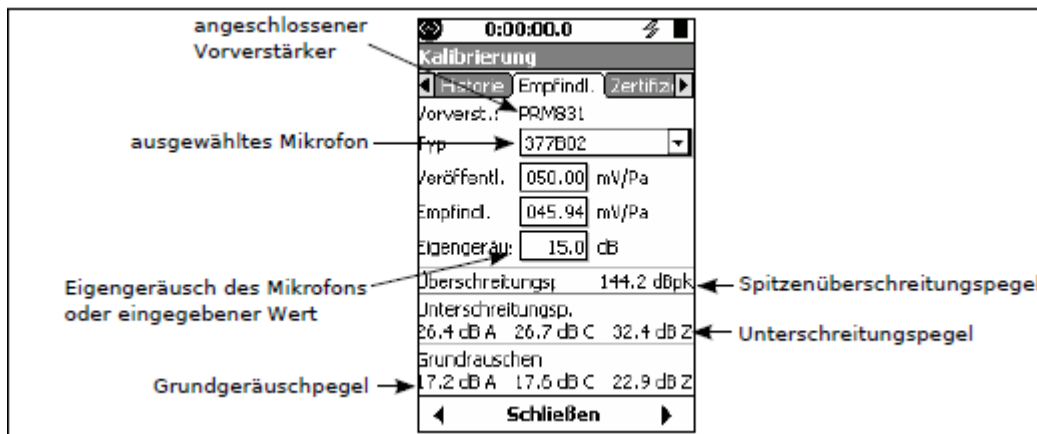 angeschlossener
Vorverstärker
ausgewähltes Mikrofon
Eigengeräusch des Mikrofons
oder eingegebener Wert
Grundgeräuschpegel
0:00:00.0
Kalibrierung
Historie Empfindl. Zertifizi
Vorverst.: PRM831
Typ 377B02
Veröffentl. 050.00 mV/Pa
Empfindl. 045.94 mV/Pa
Eigengeräu: 15.0 dB
Überschreitungsp 144.2 dBpk
Unterschreitungsp.
26.4 dB A 26.7 dB C 32.4 dB Z
Grundrauschen
17.2 dB A 17.6 dB C 22.9 dB Z
Schließen
Spitzenüberschreitungspegel
Unterschreitungspegel